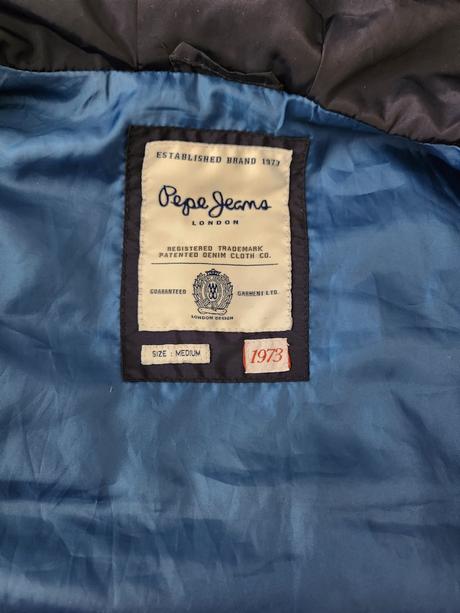 ESTABLISHED BRAND 1973
Pepe Jeans
LONDON
REGISTERED TRADEMARK
PATENTED DENIM CLOTH CO.
GUARANTEED GARMENT LTD.
LONDON DESIGN
SIZE : MEDIUM
1973